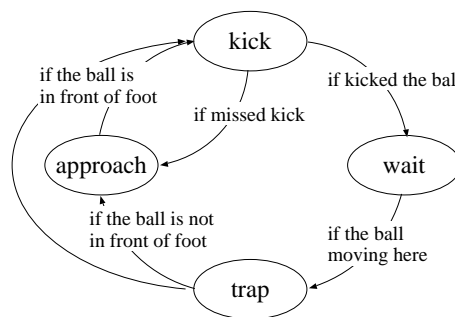 kick
if the ball is
in front of foot
if kicked the ball
if missed kick
approach
wait
if the ball is not
in front of foot
if the ball
moving here
trap